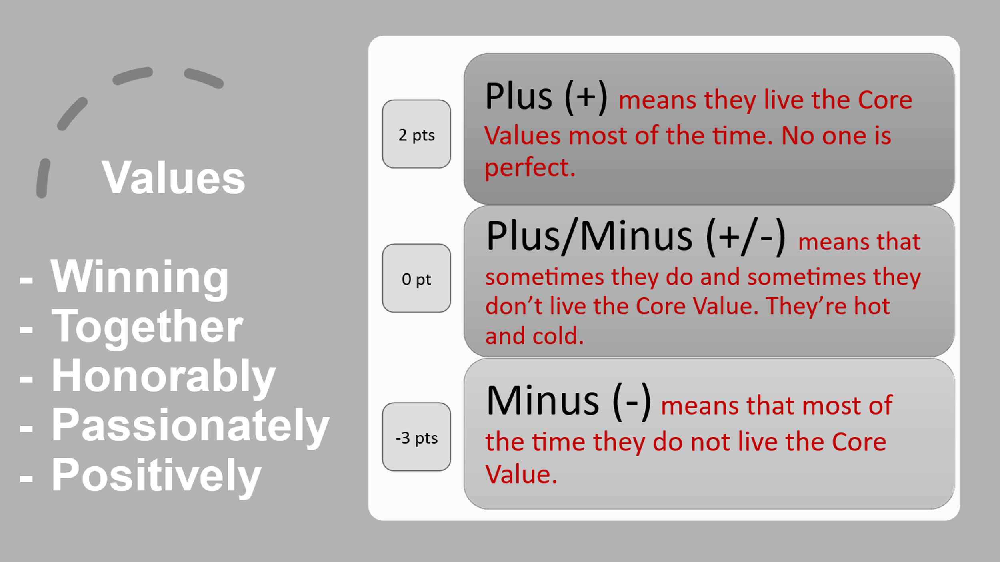 Values
- Winning
- Together
- Honorably
- Passionately
- Positively
2 pts
Plus (+) means they live the Core
Values most of the time. No one is
perfect.
0 pt
Plus/Minus (+/-) means that
sometimes they do and sometimes they
don’t live the Core Value. They’re hot
and cold.
-3 pts
Minus (-) means that most of
the time they do not live the Core
Value.